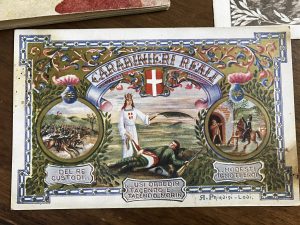 CARABINIERI REALI
DEL RE
CUSTODI...
USI OBBEDIR
TACENDO E
TACENDO MORIR
MODESTI